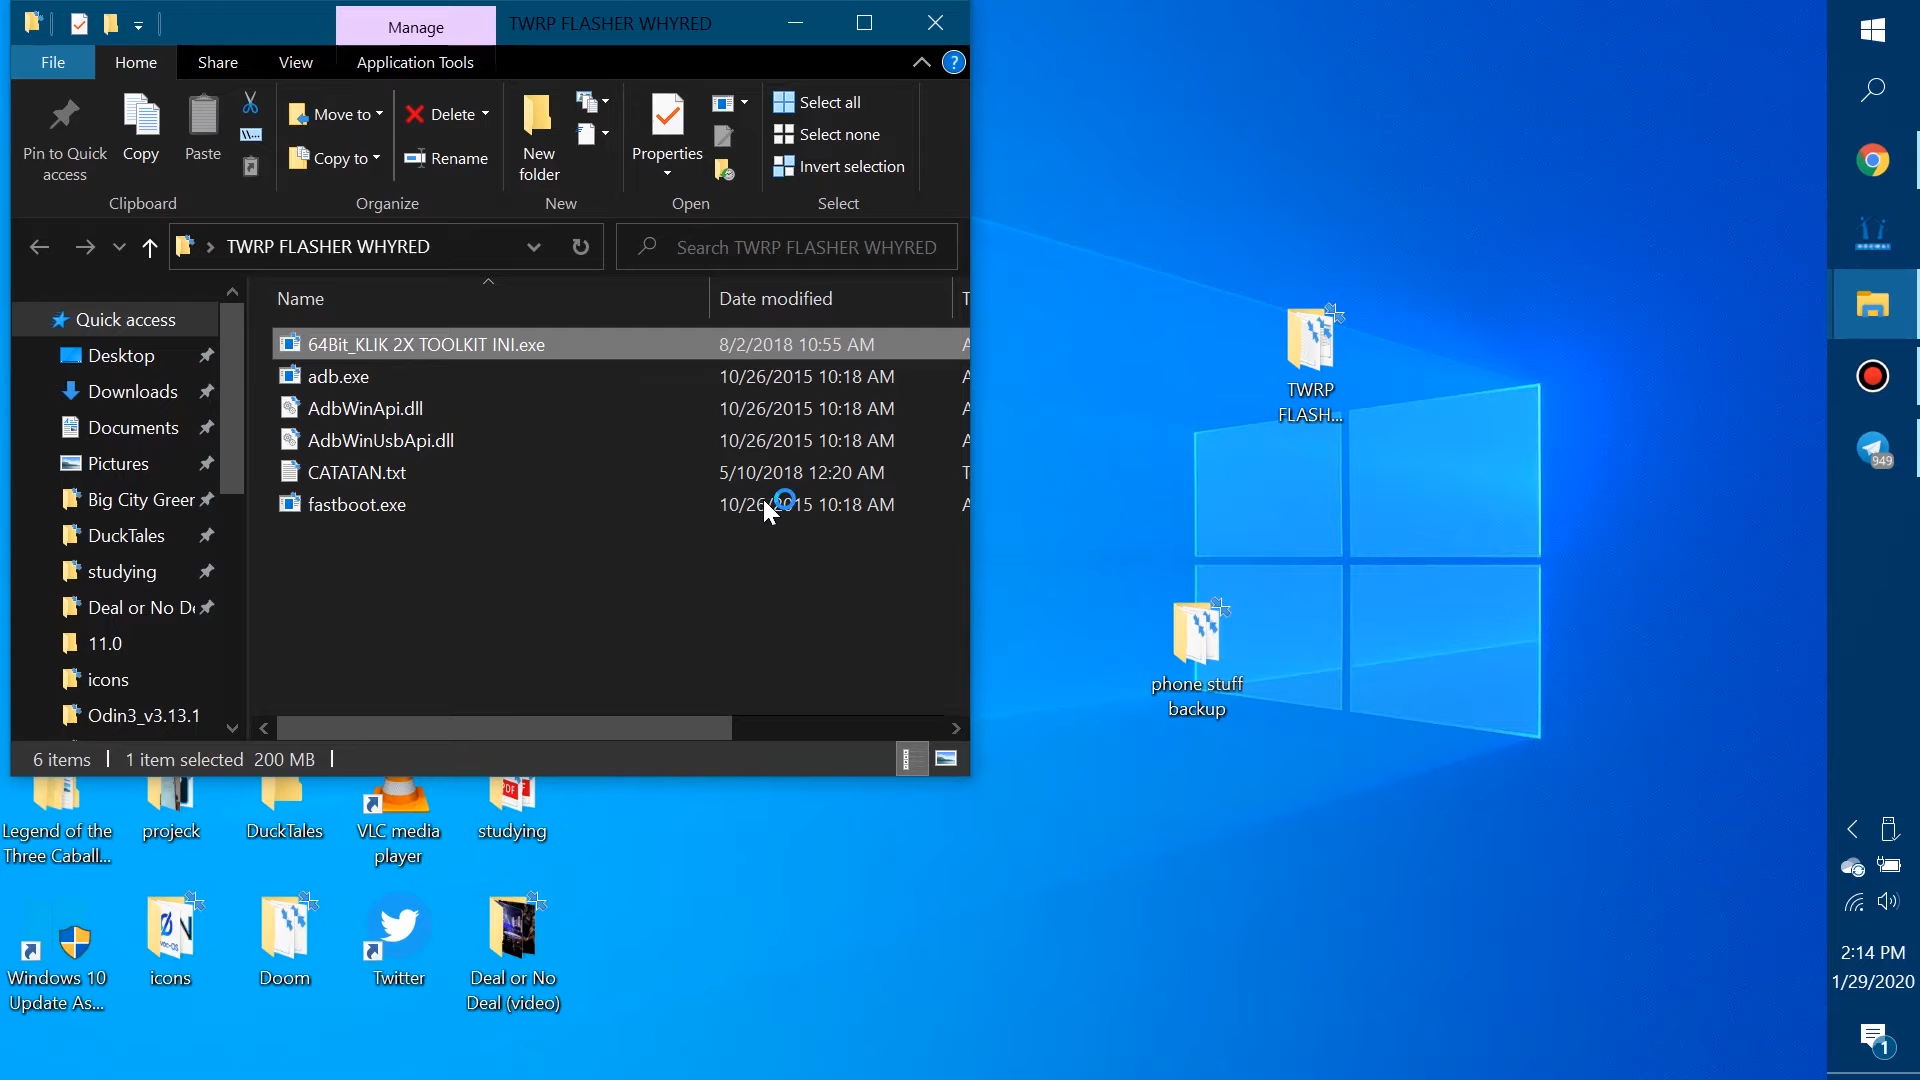 Manage
TWRP FLASHER WHYRED
File
Home
Share
View
Application Tools
?
Pin to Quick
access
Copy
Paste
Move to
Copy to
Delete
Rename
New
folder
Properties
Select all
Select none
Invert selection
Clipboard
Organize
New
Open
Select
TWRP FLASHER WHYRED
Search TWRP FLASHER WHYRED
Name
Date modified
T
64Bit_KLIK 2X TOOLKIT INI.exe
8/2/2018 10:55 AM
A
adb.exe
10/26/2015 10:18 AM
A
AdbWinApi.dll
10/26/2015 10:18 AM
A
AdbWinUsbApi.dll
10/26/2015 10:18 AM
A
CATATAN.txt
5/10/2018 12:20 AM
T
fastboot.exe
10/26/2015 10:18 AM
A
Quick access
Desktop
Downloads
Documents
Pictures
Big City Greer
DuckTales
studying
Deal or No De
11.0
icons
Odin3_v3.13.1
6 items
1 item selected
200 MB
TWRP
FLASH...
phone stuff
backup
Legend of the
Three Caball...
projeck
DuckTales
VLC media
player
PDF
studying
Windows 10
Update As...
icons
Doom
Twitter
Deal or No
Deal (video)
949
2:14 PM
1/29/2020
1